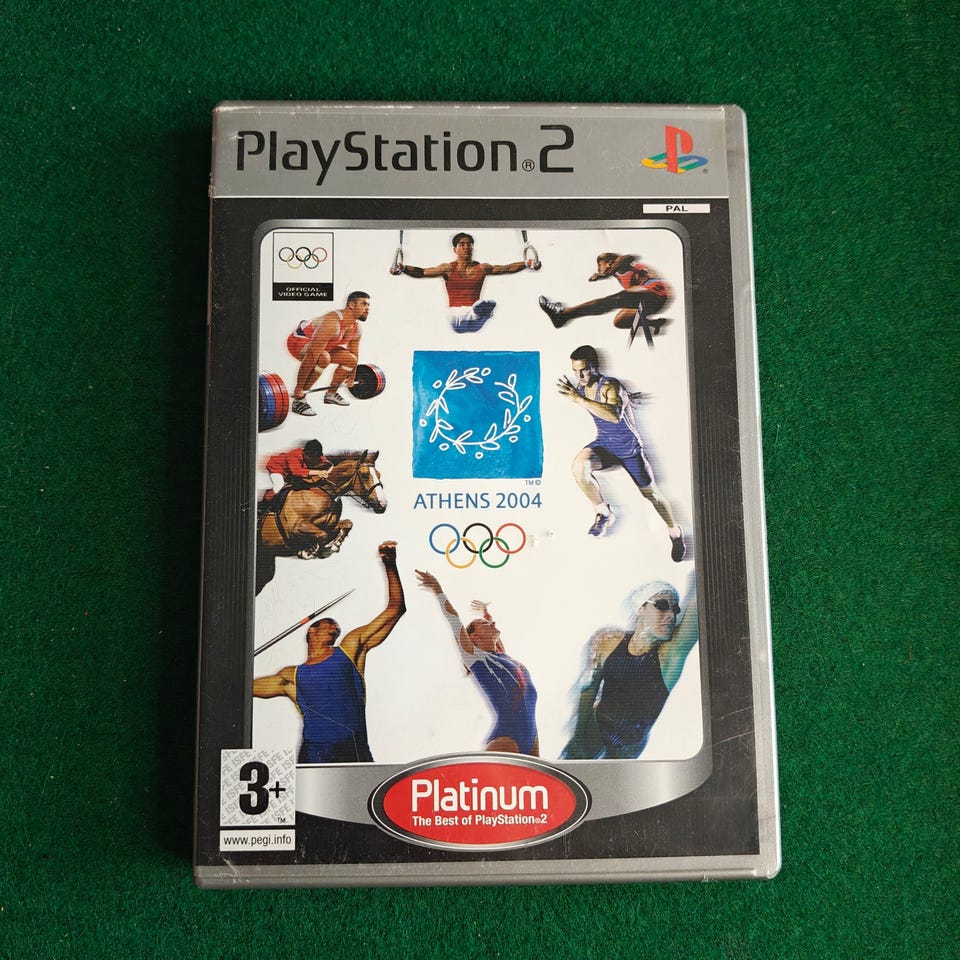 PlayStation®2
PAL
OFFICIAL
VIDEO GAME
TM©
ATHENS 2004
3+
TM
www.pegi.info
Platinum
The Best of PlayStation®2